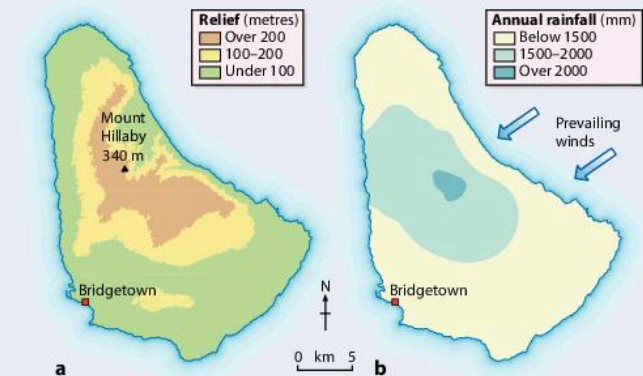 Relief (metres)
Over 200
100–200
Under 100
Mount
Hillaby
340 m
Bridgetown
a
N
0 km 5
Annual rainfall (mm)
Below 1500
1500–2000
Over 2000
Prevailing
winds
Bridgetown
b